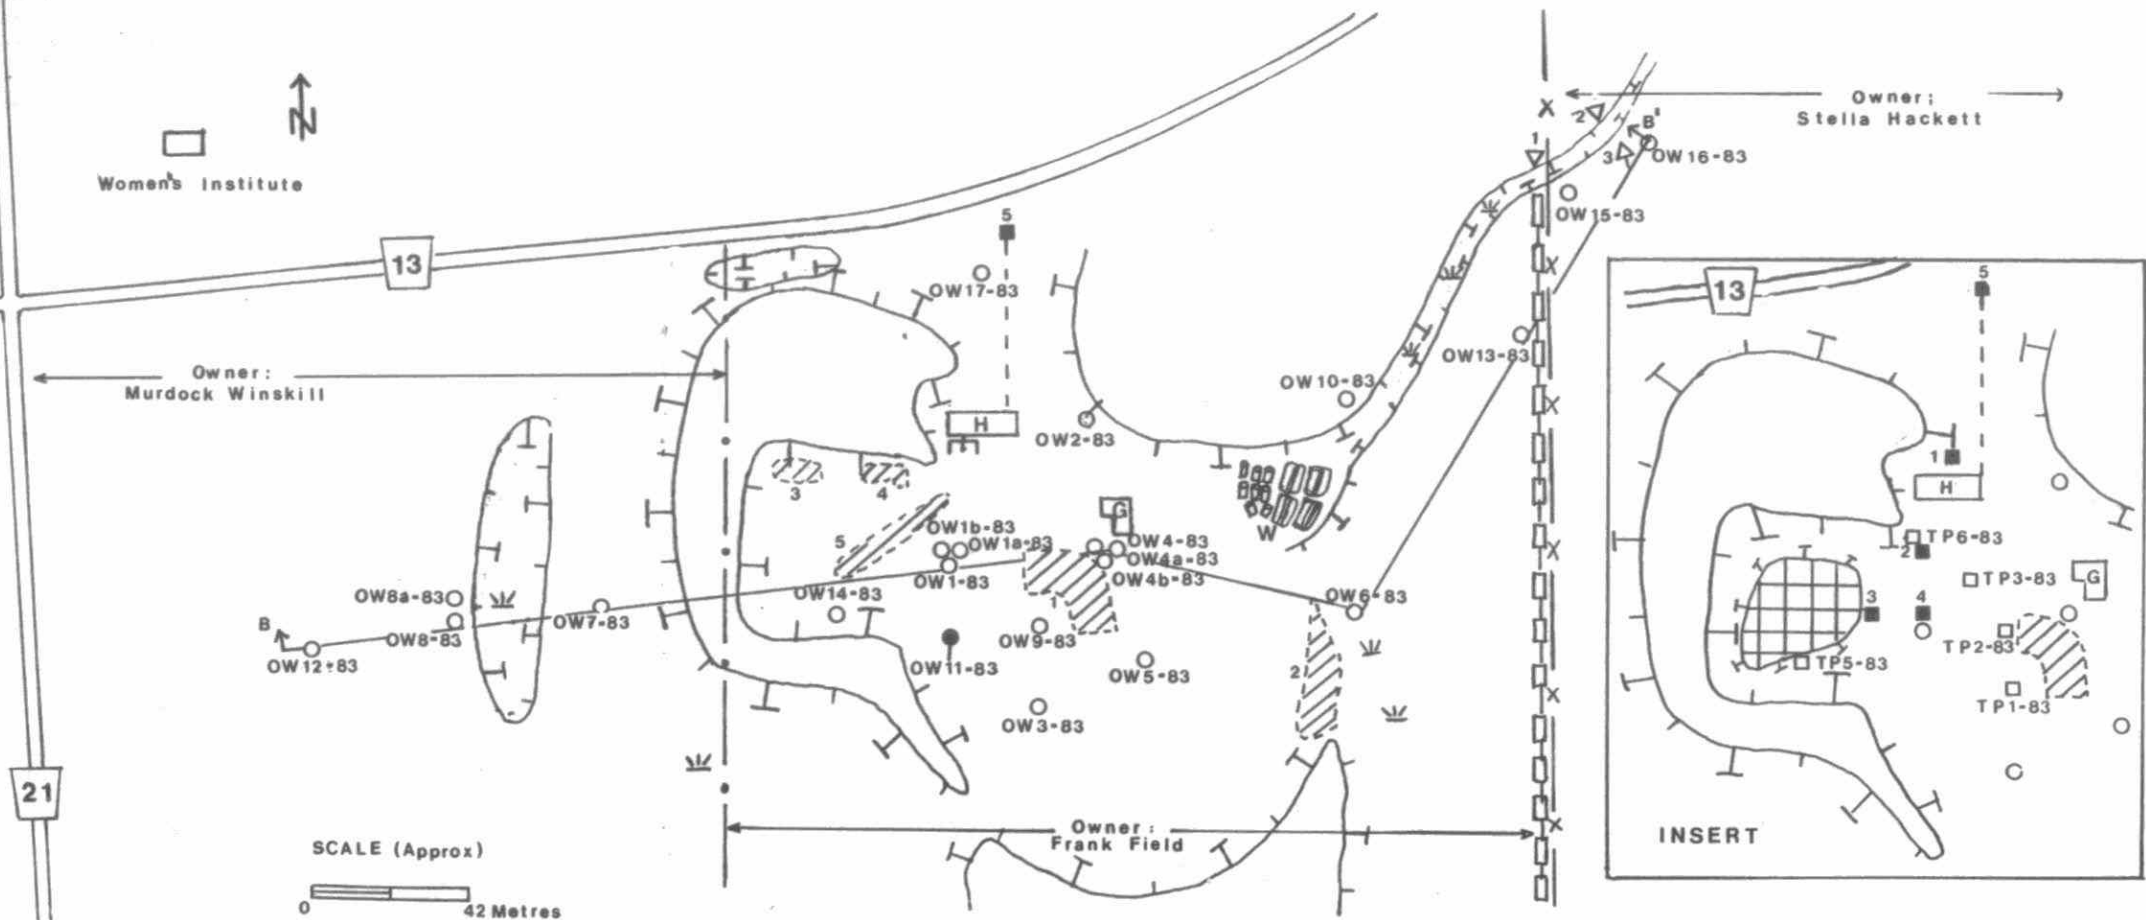 N
Women's Institute
13
Owner:
Murdock Winskill
21
SCALE (Approx)
0
42 Metres
5
OW17-83
H
OW2-83
OW10-83
OW13-83
1
2
3
B'
OW16-83
OW15-83
Owner;
Stella Hackett
3
4
5
OW1b-83
OW1a-83
OW1-83
G
OW4-83
OW4a-83
OW4b-83
W
OW8a-83
OW8-83
OW7-83
B
OW12-83
OW14-83
OW11-83
1
OW9-83
OW5-83
OW3-83
OW6-83
2
Owner:
Frank Field
13
5
1
H
TP6-83
2
TP3-83
G
3
4
TP2-83
TP5-83
TP1-83
INSERT